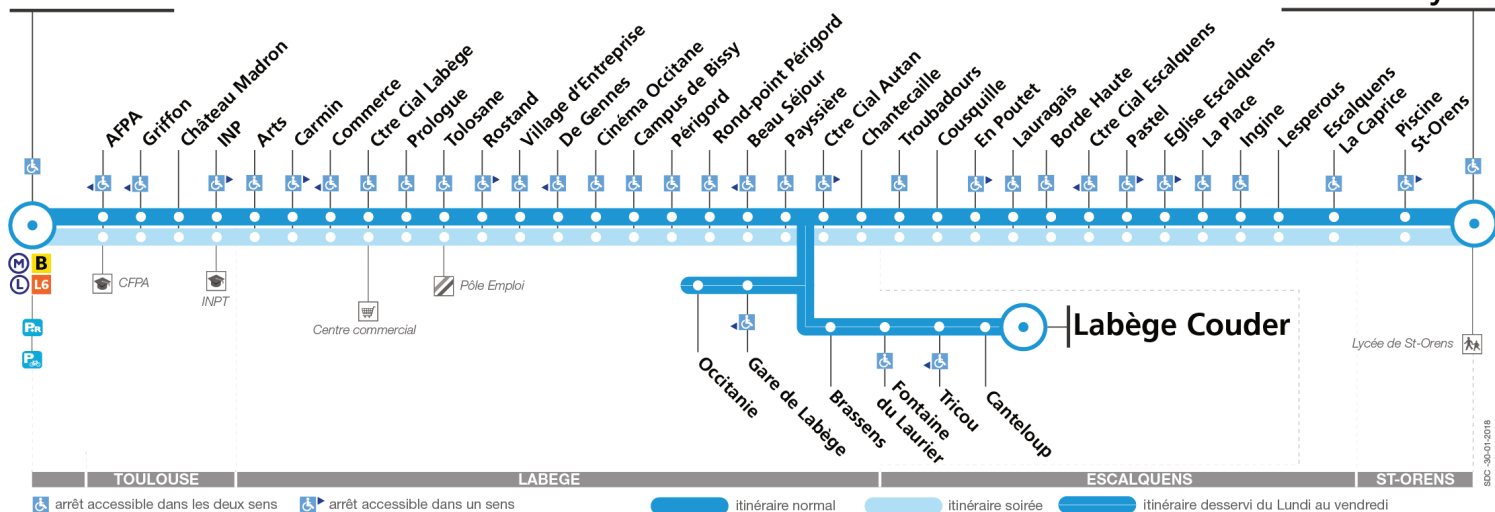 AFPA
Griffon
Château Madron
INP
Arts
Carmin
Commerce
Ctre Cial Labège
Prologue
Tolosane
Rostand
Village d'Entreprise
De Gennes
Cinéma Occitane
Campus de Bissy
Périgord
Rond-point Périgord
Beau Séjour
Payssière
Ctre Cial Autan
Chantecaille
Troubadours
Cousquille
En Poutet
Lauragais
Borde Haute
Ctre Cial Escalquens
Pastel
Eglise Escalquens
La Place
Ingine
Lesperous
Escalquens
La Caprice
Piscine
St-Orens
M B
L L6
P+R
P
CFPA
INPT
Centre commercial
Pôle Emploi
Occitanie
Gare de Labège
Brassens
Fontaine
du Laurier
Tricou
Canteloup
Labège Couder
Lycée de St-Orens
SDC -30-01-2018
TOULOUSE
LABEGE
ESCALQUENS
ST-ORENS
arrêt accessible dans les deux sens
arrêt accessible dans un sens
itinéraire normal
itinéraire soirée
itinéraire desservi du Lundi au vendredi